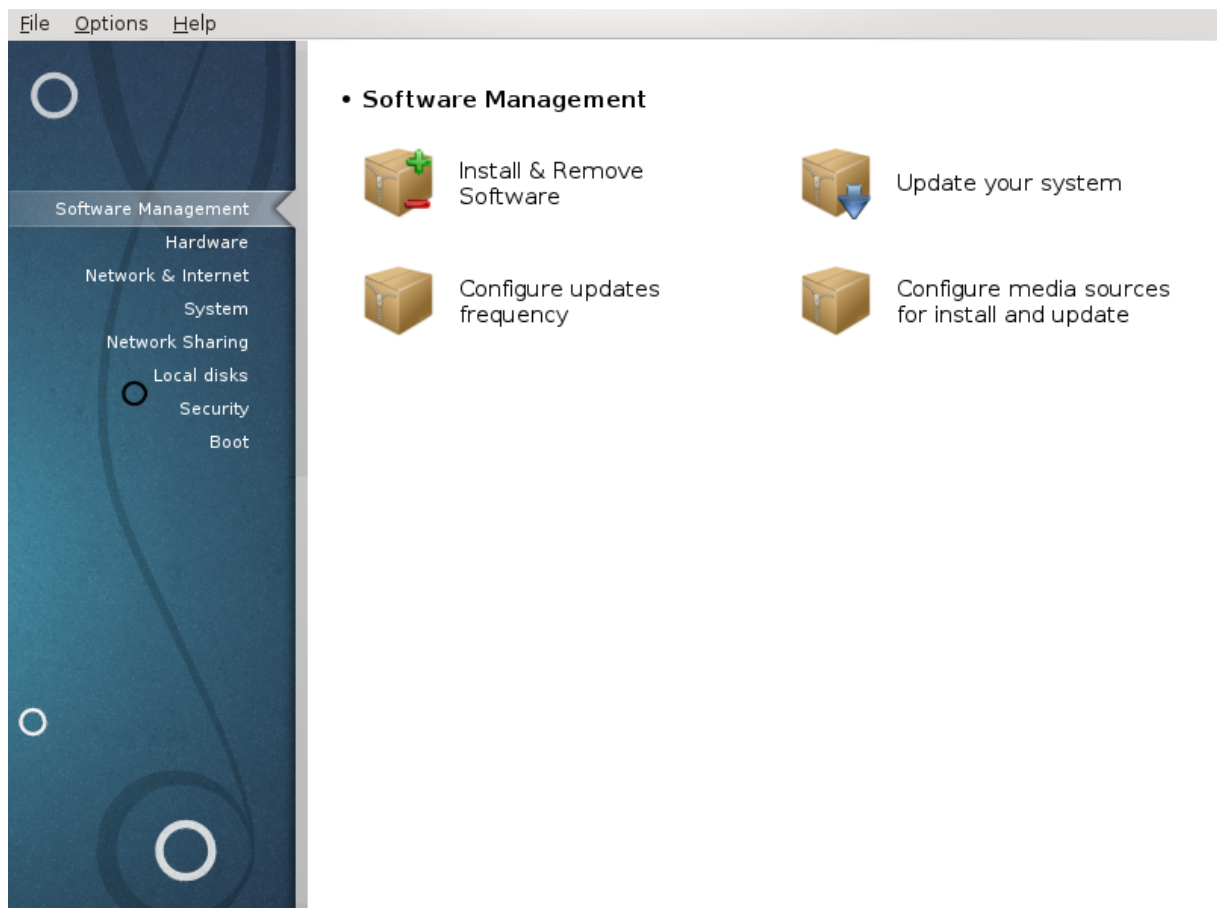 File Options Help
Software Management
Hardware
Network & Internet
System
Network Sharing
Local disks
Security
Boot
• Software Management
Install & Remove
Software
Update your system
Configure updates
frequency
Configure media sources
for install and update